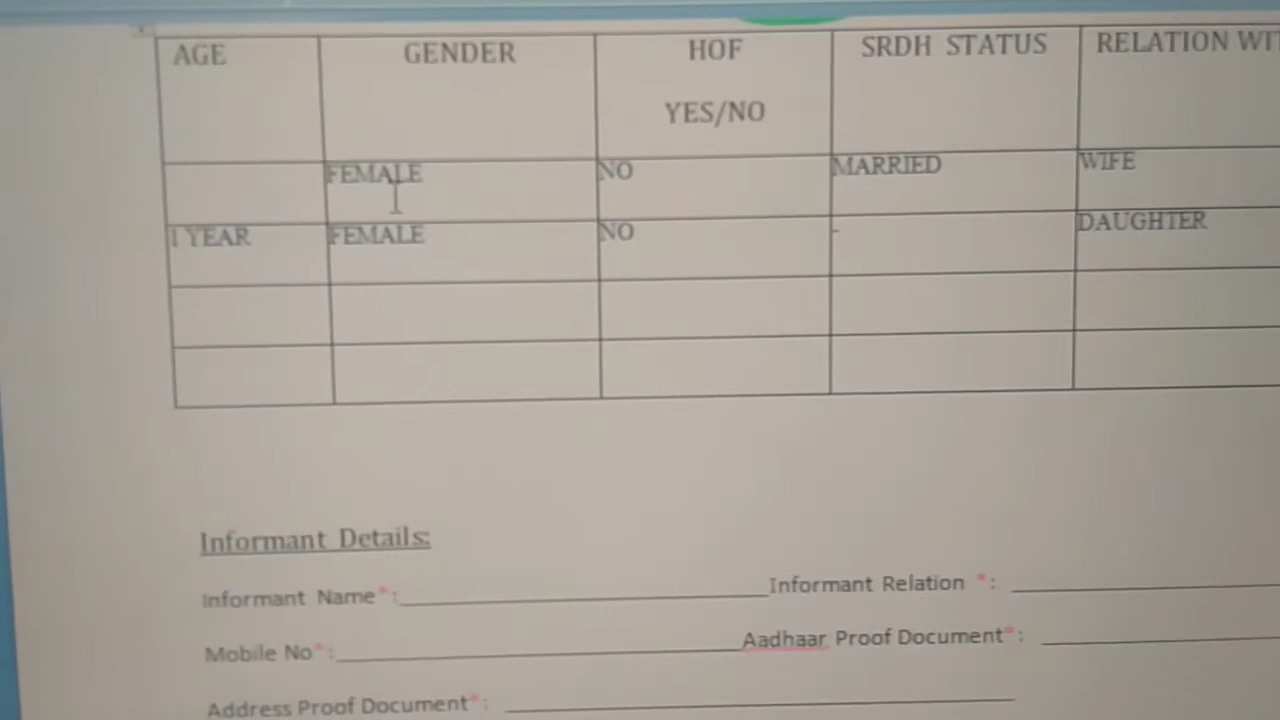 AGE GENDER HOF YES/NO SRDH STATUS RELATION
FEMALE NO MARRIED WIFE
1 YEAR FEMALE NO - DAUGHTER
Informant Details:
Informant Name*: Informant Relation *:
Mobile No*: Aadhaar Proof Document*:
Address Proof Document*: